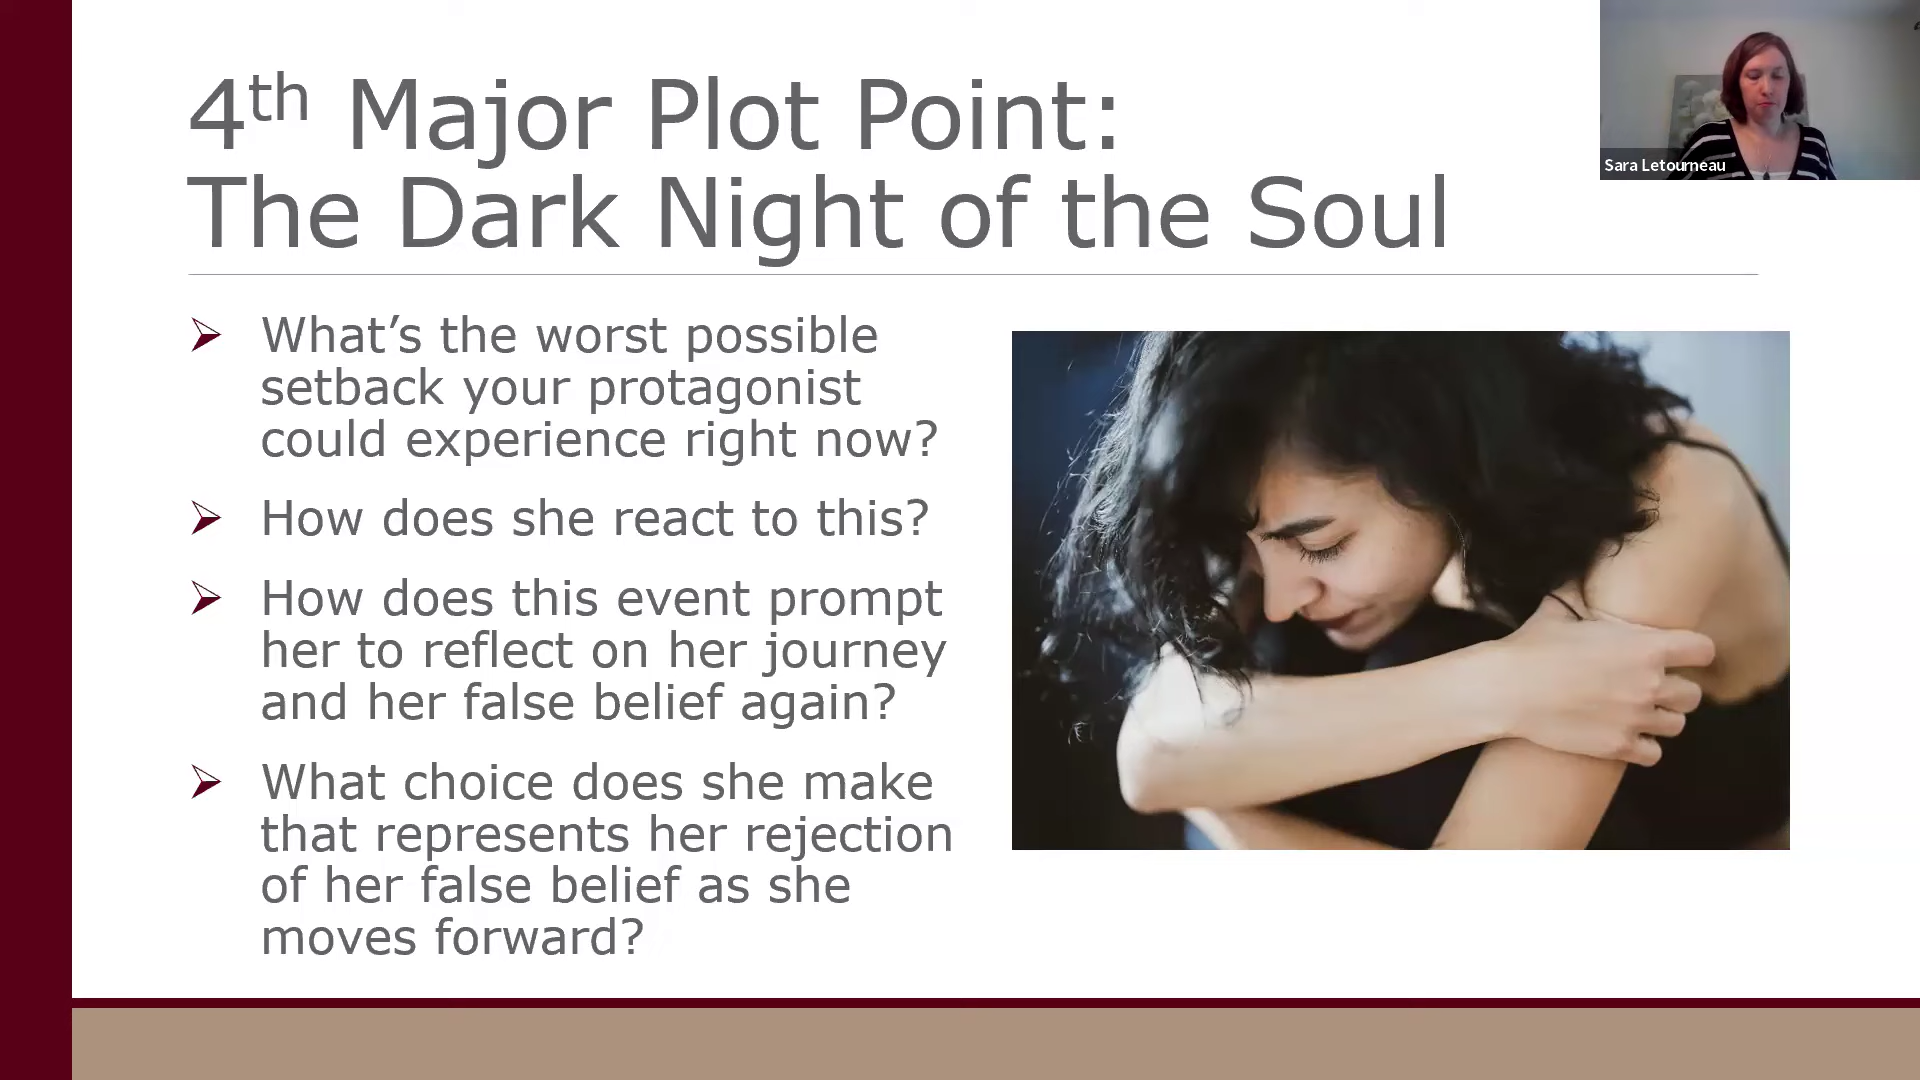 4th Major Plot Point:
The Dark Night of the Soul
Sara Letourneau
What’s the worst possible
setback your protagonist
could experience right now?
How does she react to this?
How does this event prompt
her to reflect on her journey
and her false belief again?
What choice does she make
that represents her rejection
of her false belief as she
moves forward?